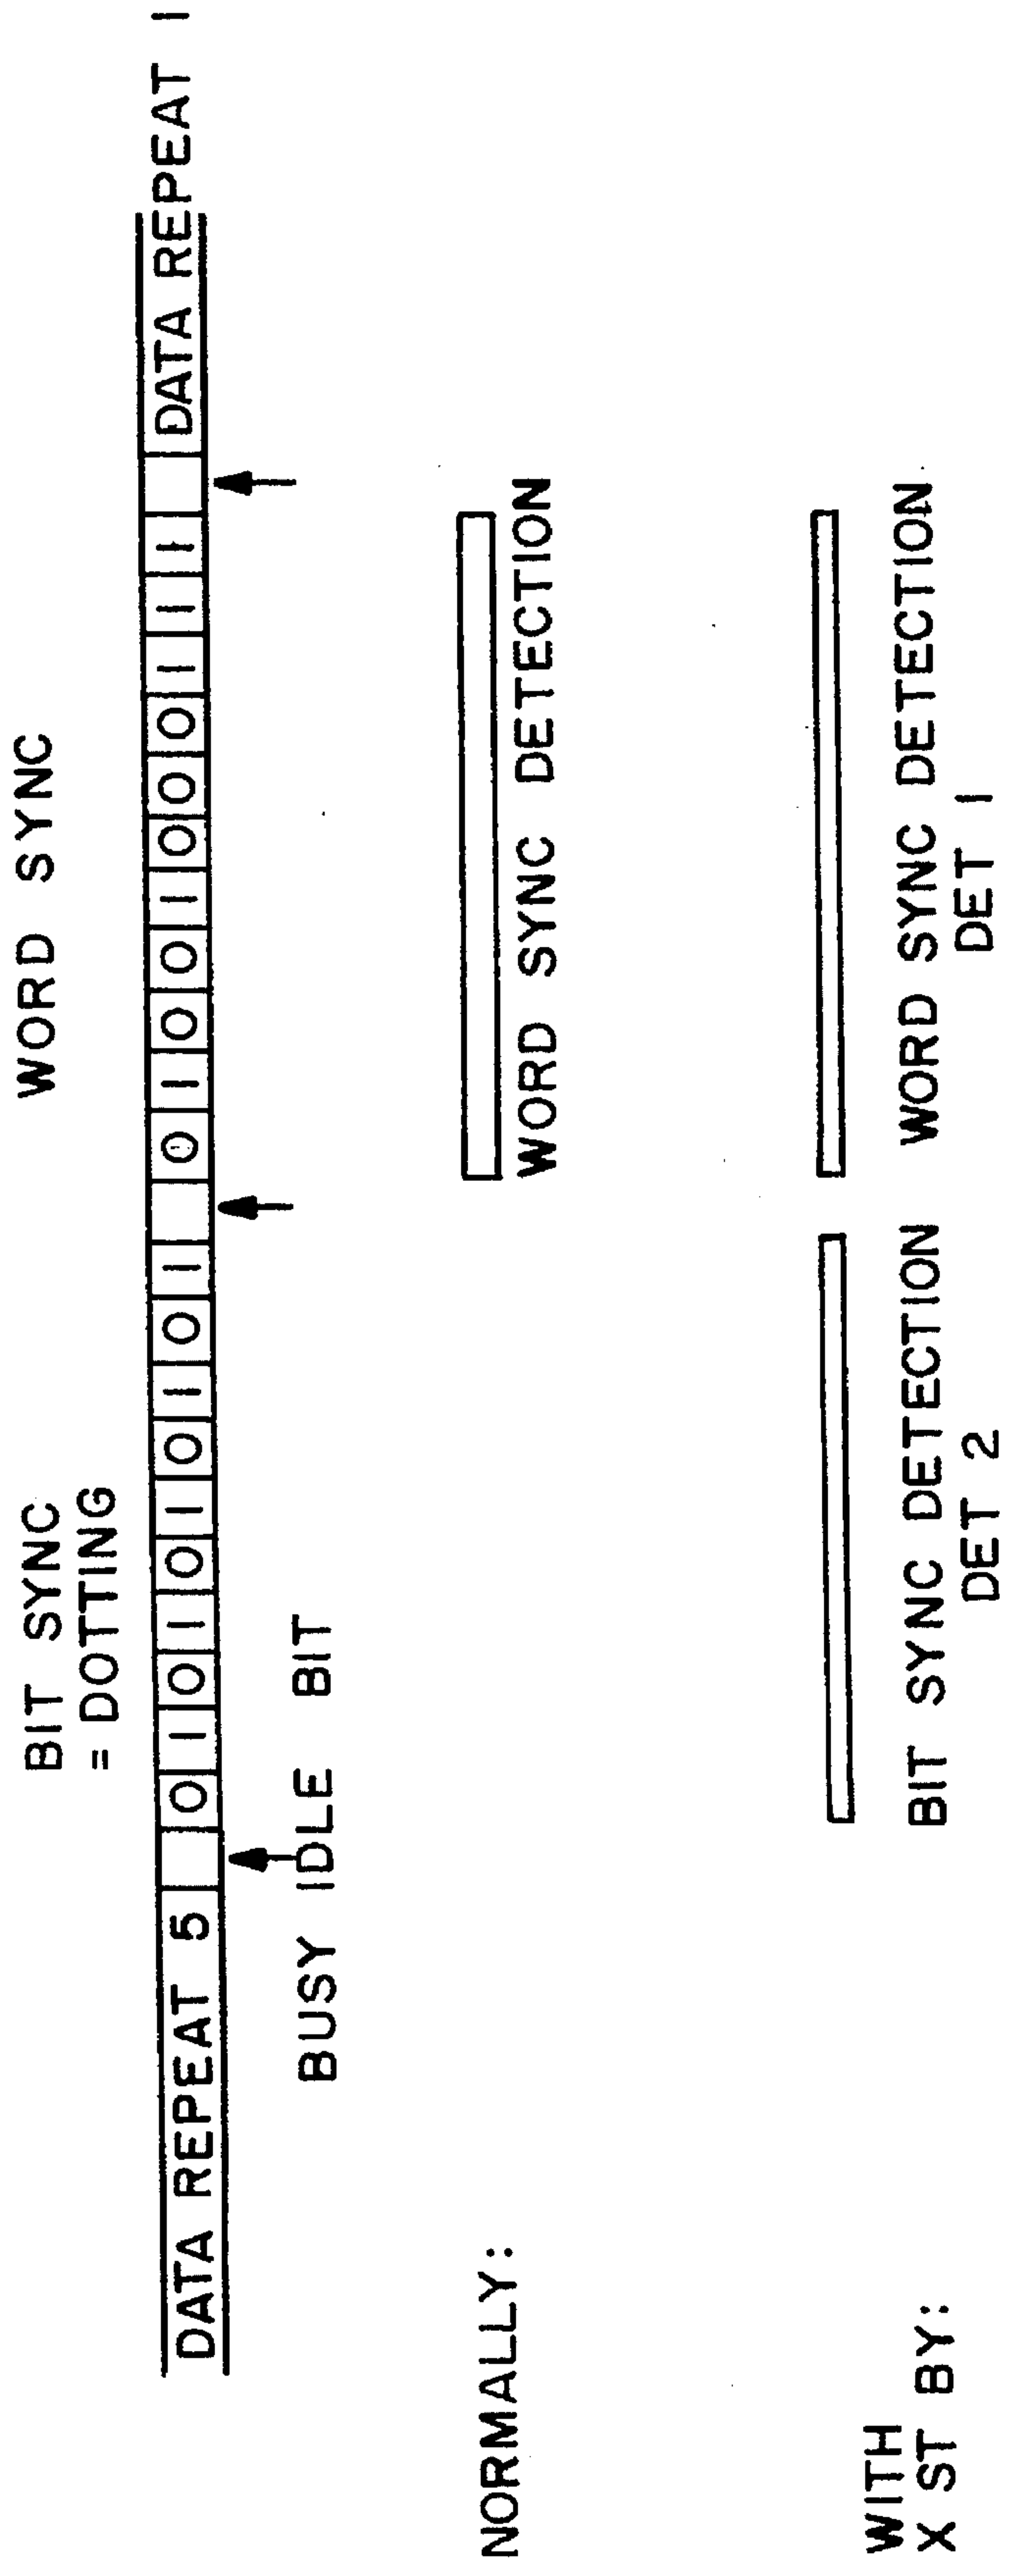 BIT SYNC
= DOTTING
WORD SYNC
DATA REPEAT 5 0 1 0 1 0 1 0 1 0 1 0 1 0 0 1 0 0 0 1 1 1 DATA REPEAT 1
BUSY IDLE BIT
NORMALLY:
WORD SYNC DETECTION
WITH
X ST BY:
BIT SYNC DETECTION
DET 2
WORD SYNC DETECTION
DET 1